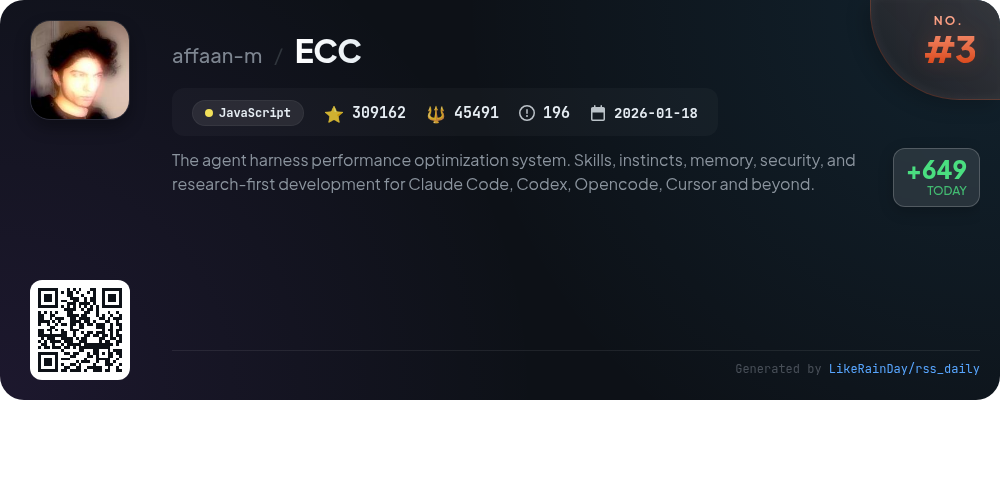 NO.
#3
affaan-m / ECC
JavaScript 309162 45491 196 2026-01-18
The agent harness performance optimization system. Skills, instincts, memory, security, and
research-first development for Claude Code, Codex, Opencode, Cursor and beyond.
+649
TODAY
Generated by LikeRainDay/rss_daily